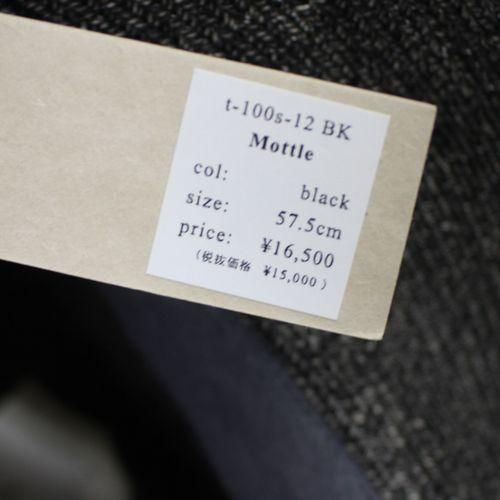 t-100s-12 BK
Mottle
col: black
size: 57.5cm
price: ¥16,500
(税抜価格 ¥15,000)